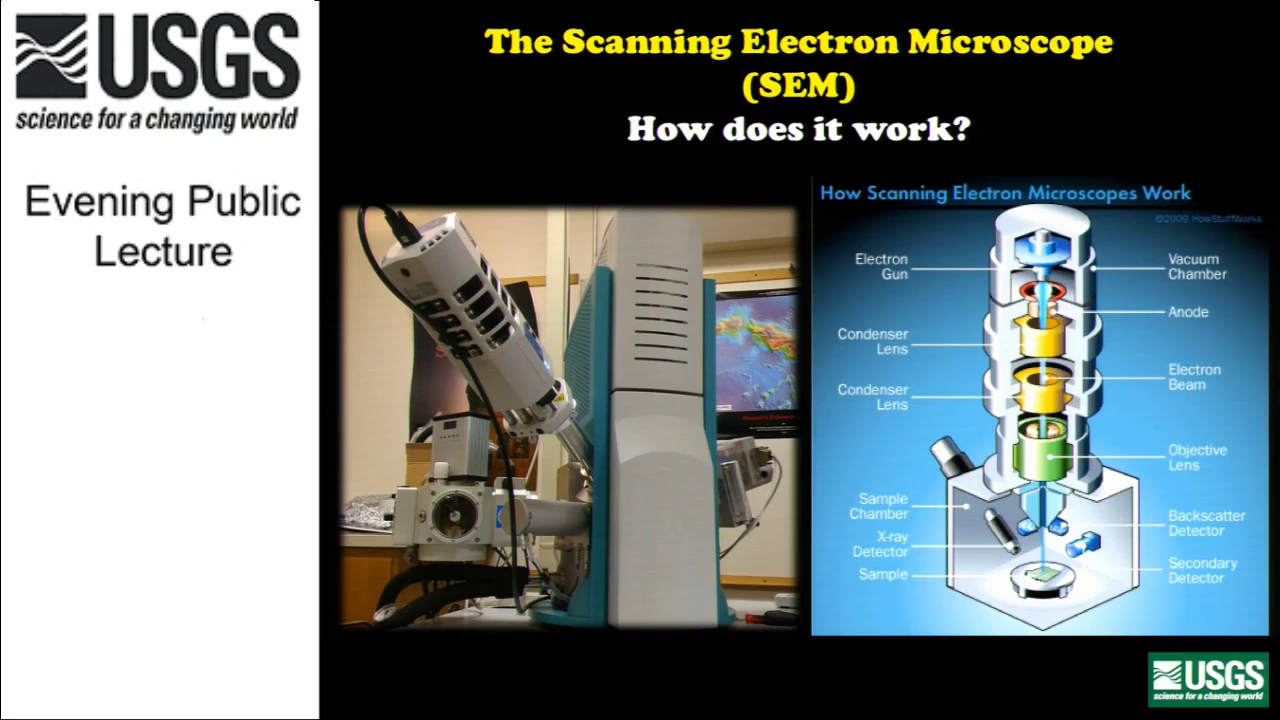 USGS
science for a changing world
Evening Public
Lecture
The Scanning Electron Microscope
(SEM)
How does it work?
How Scanning Electron Microscopes Work
©2009 HowStuffWorks
Electron
Gun
Vacuum
Chamber
Anode
Condenser
Lens
Electron
Beam
Condenser
Lens
Objective
Lens
Sample
Chamber
Backscatter
Detector
X-ray
Detector
Secondary
Detector
Sample
USGS
science for a changing world